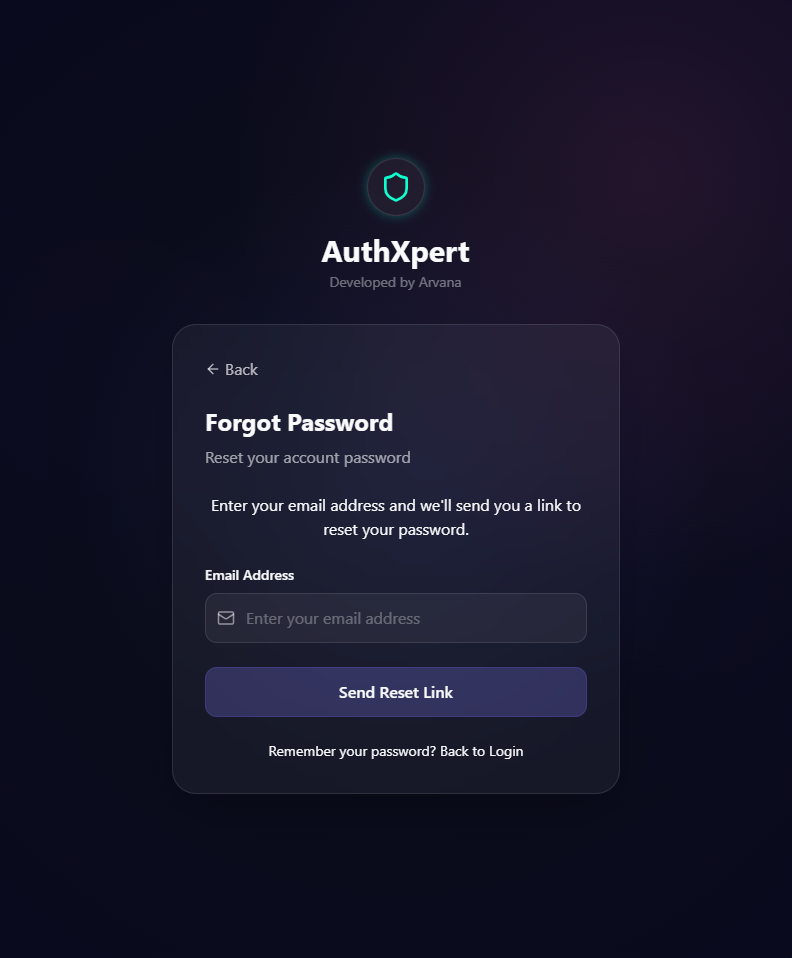 AuthXpert
Developed by Arvana
Back
Forgot Password
Reset your account password
Enter your email address and we'll send you a link to
reset your password.
Email Address
Enter your email address
Send Reset Link
Remember your password? Back to Login